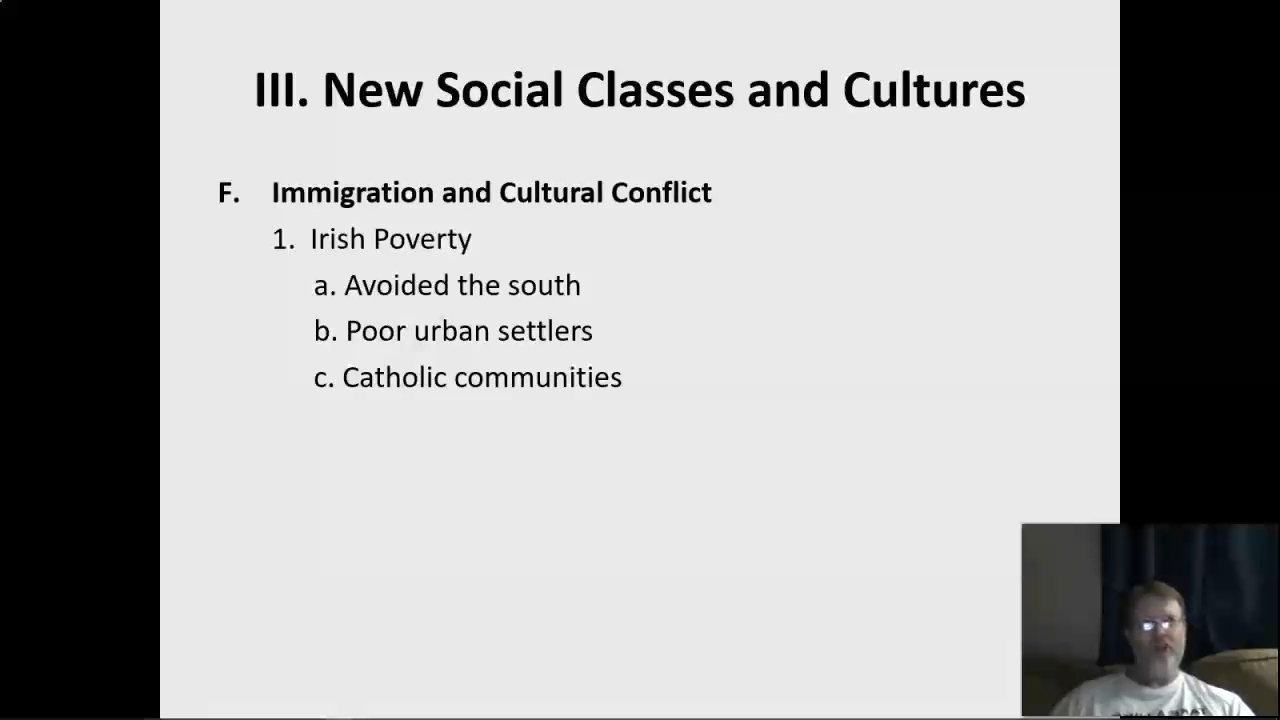 III. New Social Classes and Cultures
F. Immigration and Cultural Conflict
1. Irish Poverty
a. Avoided the south
b. Poor urban settlers
c. Catholic communities